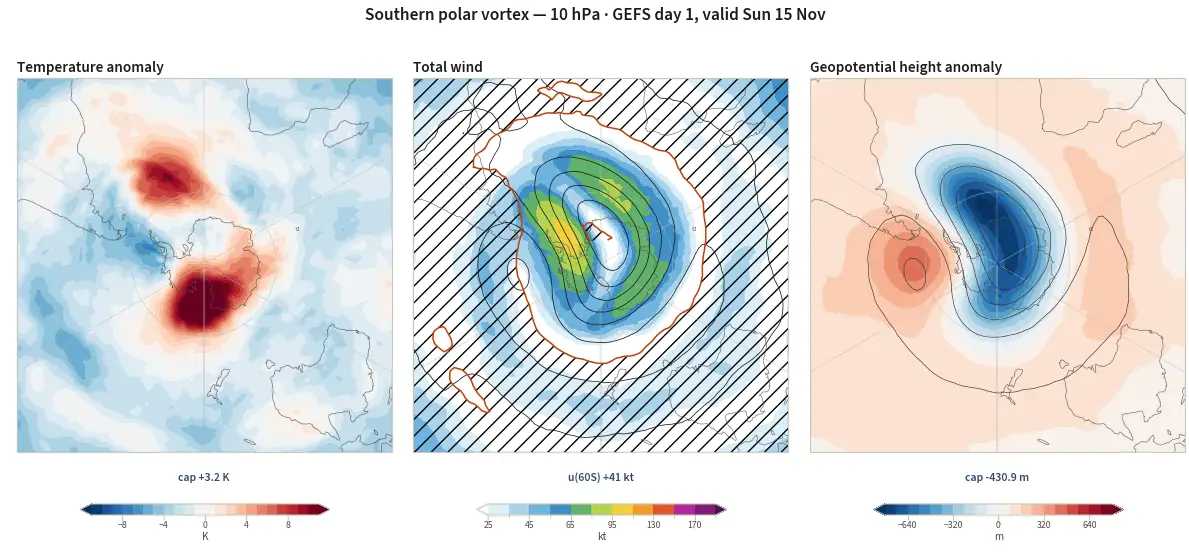 Southern polar vortex — 10 hPa · GEFS day 1, valid Sun 15 Nov
Temperature anomaly
Total wind
Geopotential height anomaly
cap +3.2 K
u(60S) +41 kt
cap -430.9 m
−8 −4 0 4 8
K
25 45 65 95 130 170
kt
−640 −320 0 320 640
m